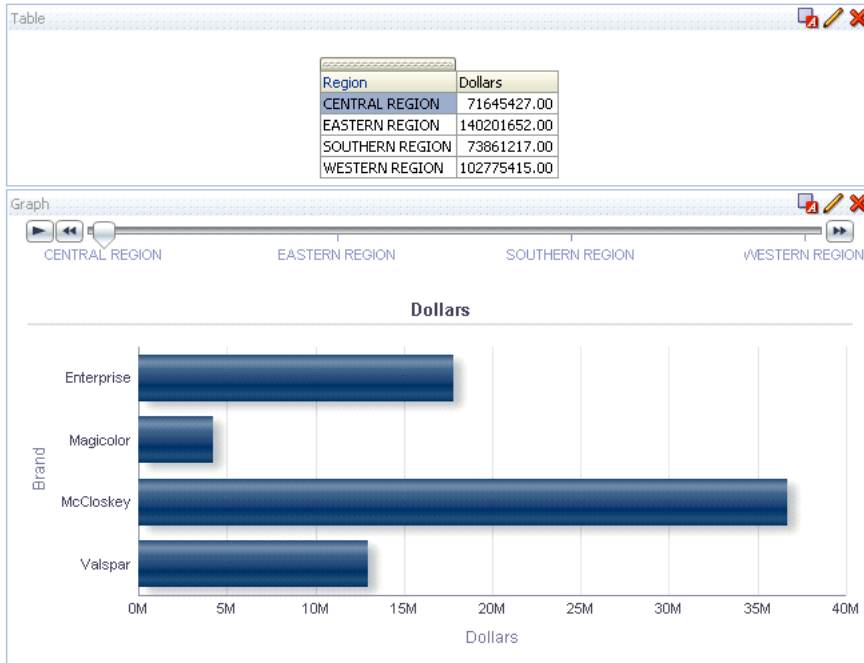 Table
Region Dollars
CENTRAL REGION 71645427.00
EASTERN REGION 140201652.00
SOUTHERN REGION 73861217.00
WESTERN REGION 102775415.00
Graph
CENTRAL REGION EASTERN REGION SOUTHERN REGION WESTERN REGION
Dollars
Brand
Enterprise
Magicolor
McCloskey
Valspar
0M 5M 10M 15M 20M 25M 30M 35M 40M
Dollars